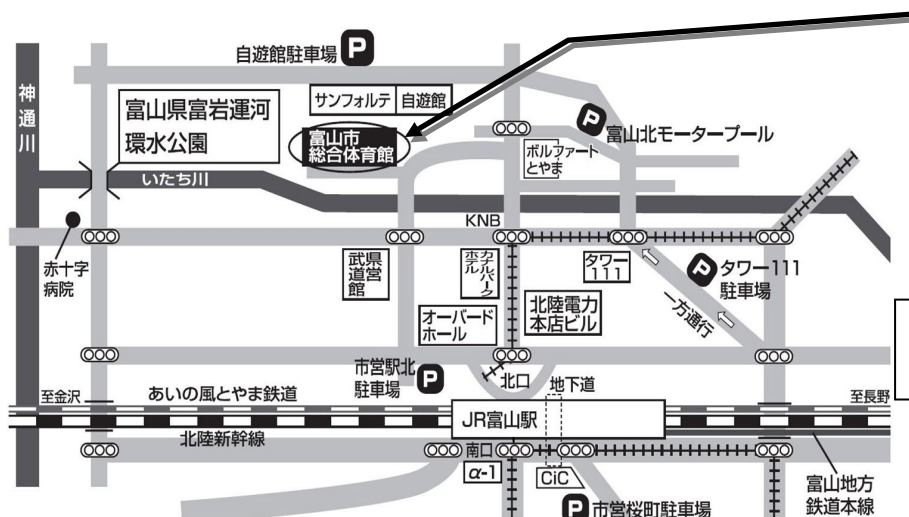 自遊館駐車場 P
神通川
富山県富岩運河
環水公園
サンフォルテ 自遊館
富山市
総合体育館
P 富山北モータープール
ボルファート
とやま
いたち川
KNB
赤十字
病院
県営
武道館
カナルパーク
ホテル
タワー
111
P タワー111
駐車場
一方通行
オーバード
ホール
北陸電力
本店ビル
市営駅北
駐車場 P
北口
地下道
至金沢
あいの風とやま鉄道
至長野
JR富山駅
北陸新幹線
南口
α-1
CiC
P 市営桜町駐車場
富山地方
鉄道本線